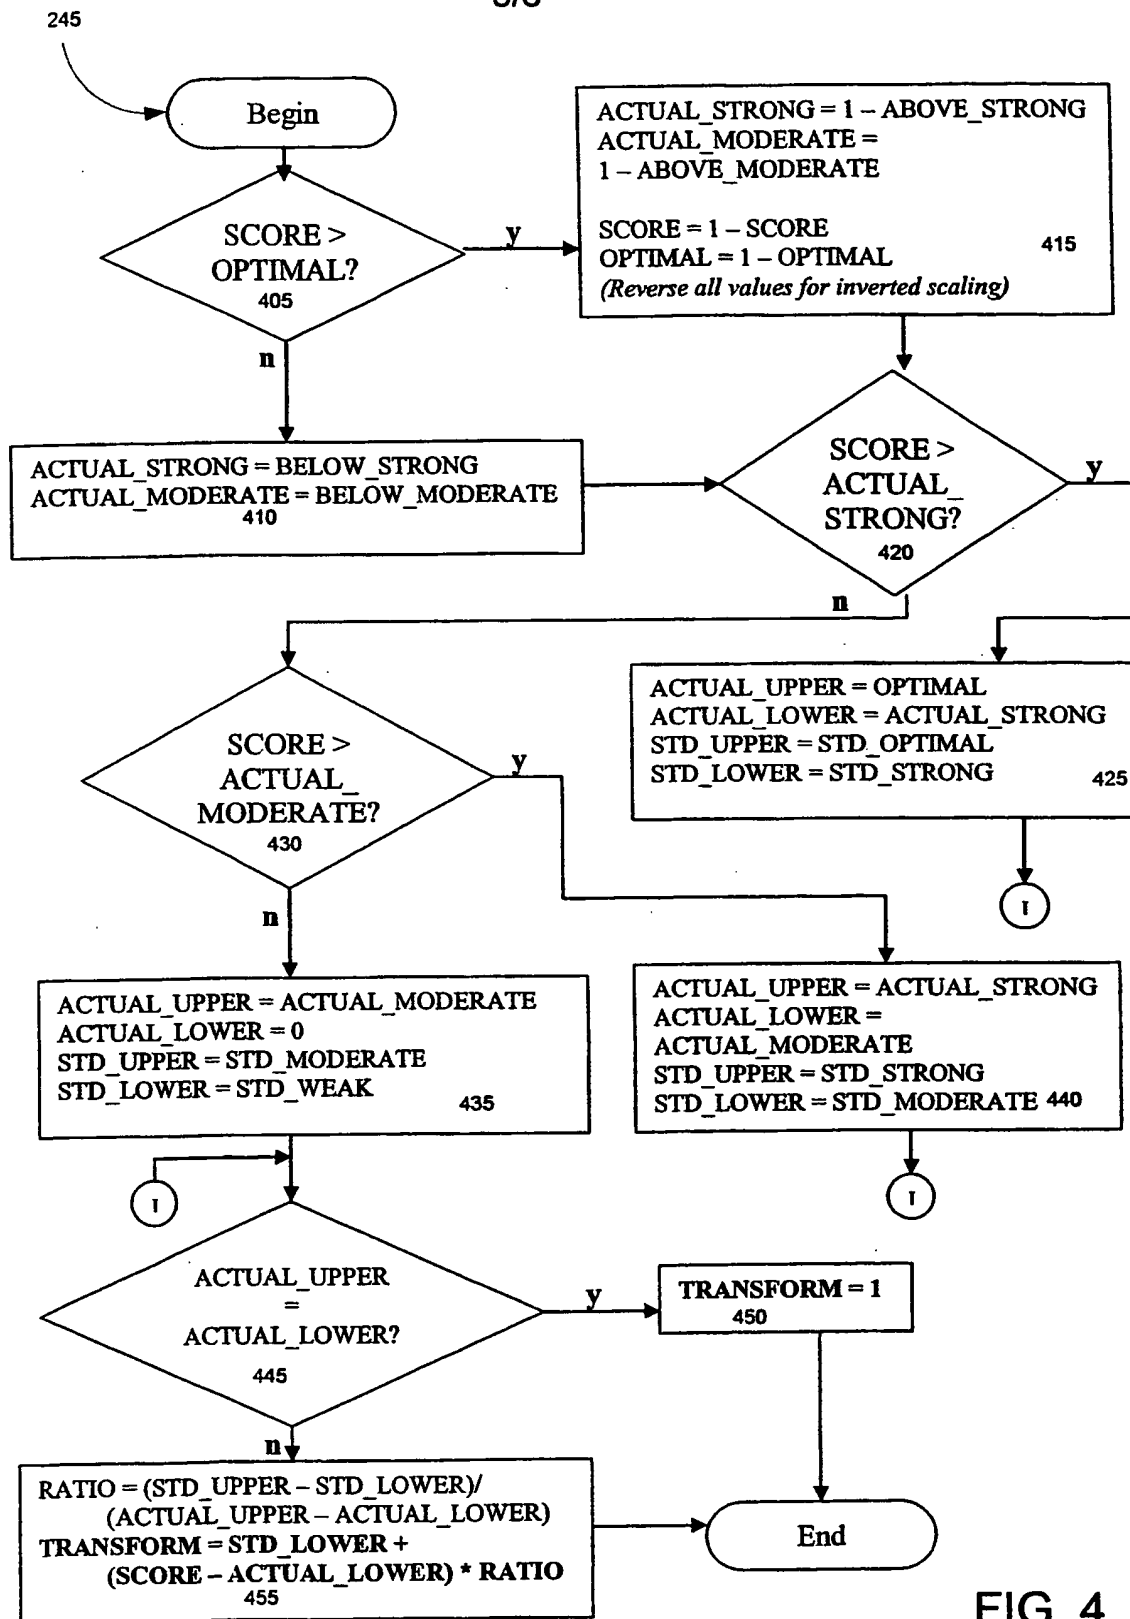 245
Begin
SCORE >
OPTIMAL?
405
y
n
ACTUAL_STRONG = 1 – ABOVE_STRONG
ACTUAL_MODERATE =
1 – ABOVE_MODERATE
SCORE = 1 – SCORE
OPTIMAL = 1 – OPTIMAL
415
(Reverse all values for inverted scaling)
ACTUAL_STRONG = BELOW_STRONG
ACTUAL_MODERATE = BELOW_MODERATE
410
SCORE >
ACTUAL_
STRONG?
420
y
n
ACTUAL_UPPER = OPTIMAL
ACTUAL_LOWER = ACTUAL_STRONG
STD_UPPER = STD_OPTIMAL
STD_LOWER = STD_STRONG
425
1
SCORE >
ACTUAL_
MODERATE?
430
y
n
ACTUAL_UPPER = ACTUAL_MODERATE
ACTUAL_LOWER = 0
STD_UPPER = STD_MODERATE
STD_LOWER = STD_WEAK
435
ACTUAL_UPPER = ACTUAL_STRONG
ACTUAL_LOWER =
ACTUAL_MODERATE
STD_UPPER = STD_STRONG
STD_LOWER = STD_MODERATE 440
1
1
ACTUAL_UPPER
=
ACTUAL_LOWER?
445
y
n
TRANSFORM = 1
450
RATIO = (STD_UPPER – STD_LOWER)/
(ACTUAL_UPPER – ACTUAL_LOWER)
TRANSFORM = STD_LOWER +
(SCORE – ACTUAL_LOWER) * RATIO
455
End
FIG. 4